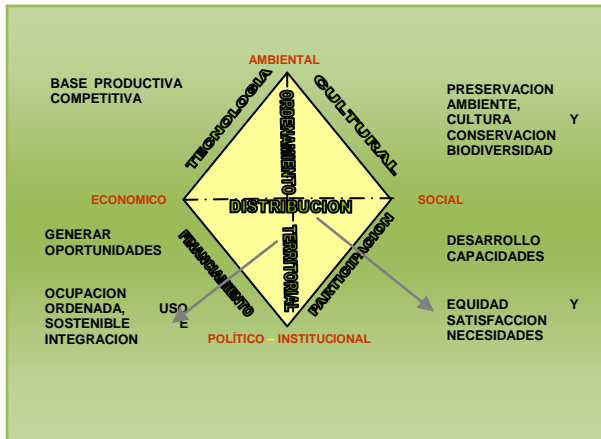 AMBIENTAL
BASE PRODUCTIVA
COMPETITIVA
TECNOLOGIA
CULTURAL
PRESERVACION
AMBIENTE,
CULTURA Y
CONSERVACION
BIODIVERSIDAD
ORDENAMIENTO
ECONOMICO
DISTRIBUCION
SOCIAL
GENERAR
OPORTUNIDADES
FINANCIAMIENTO
TERRITORIAL
PARTICIPACION
DESARROLLO
CAPACIDADES
OCUPACION
ORDENADA, USO
SOSTENIBLE E
INTEGRACION
EQUIDAD Y
SATISFACCION
NECESIDADES
POLÍTICO – INSTITUCIONAL